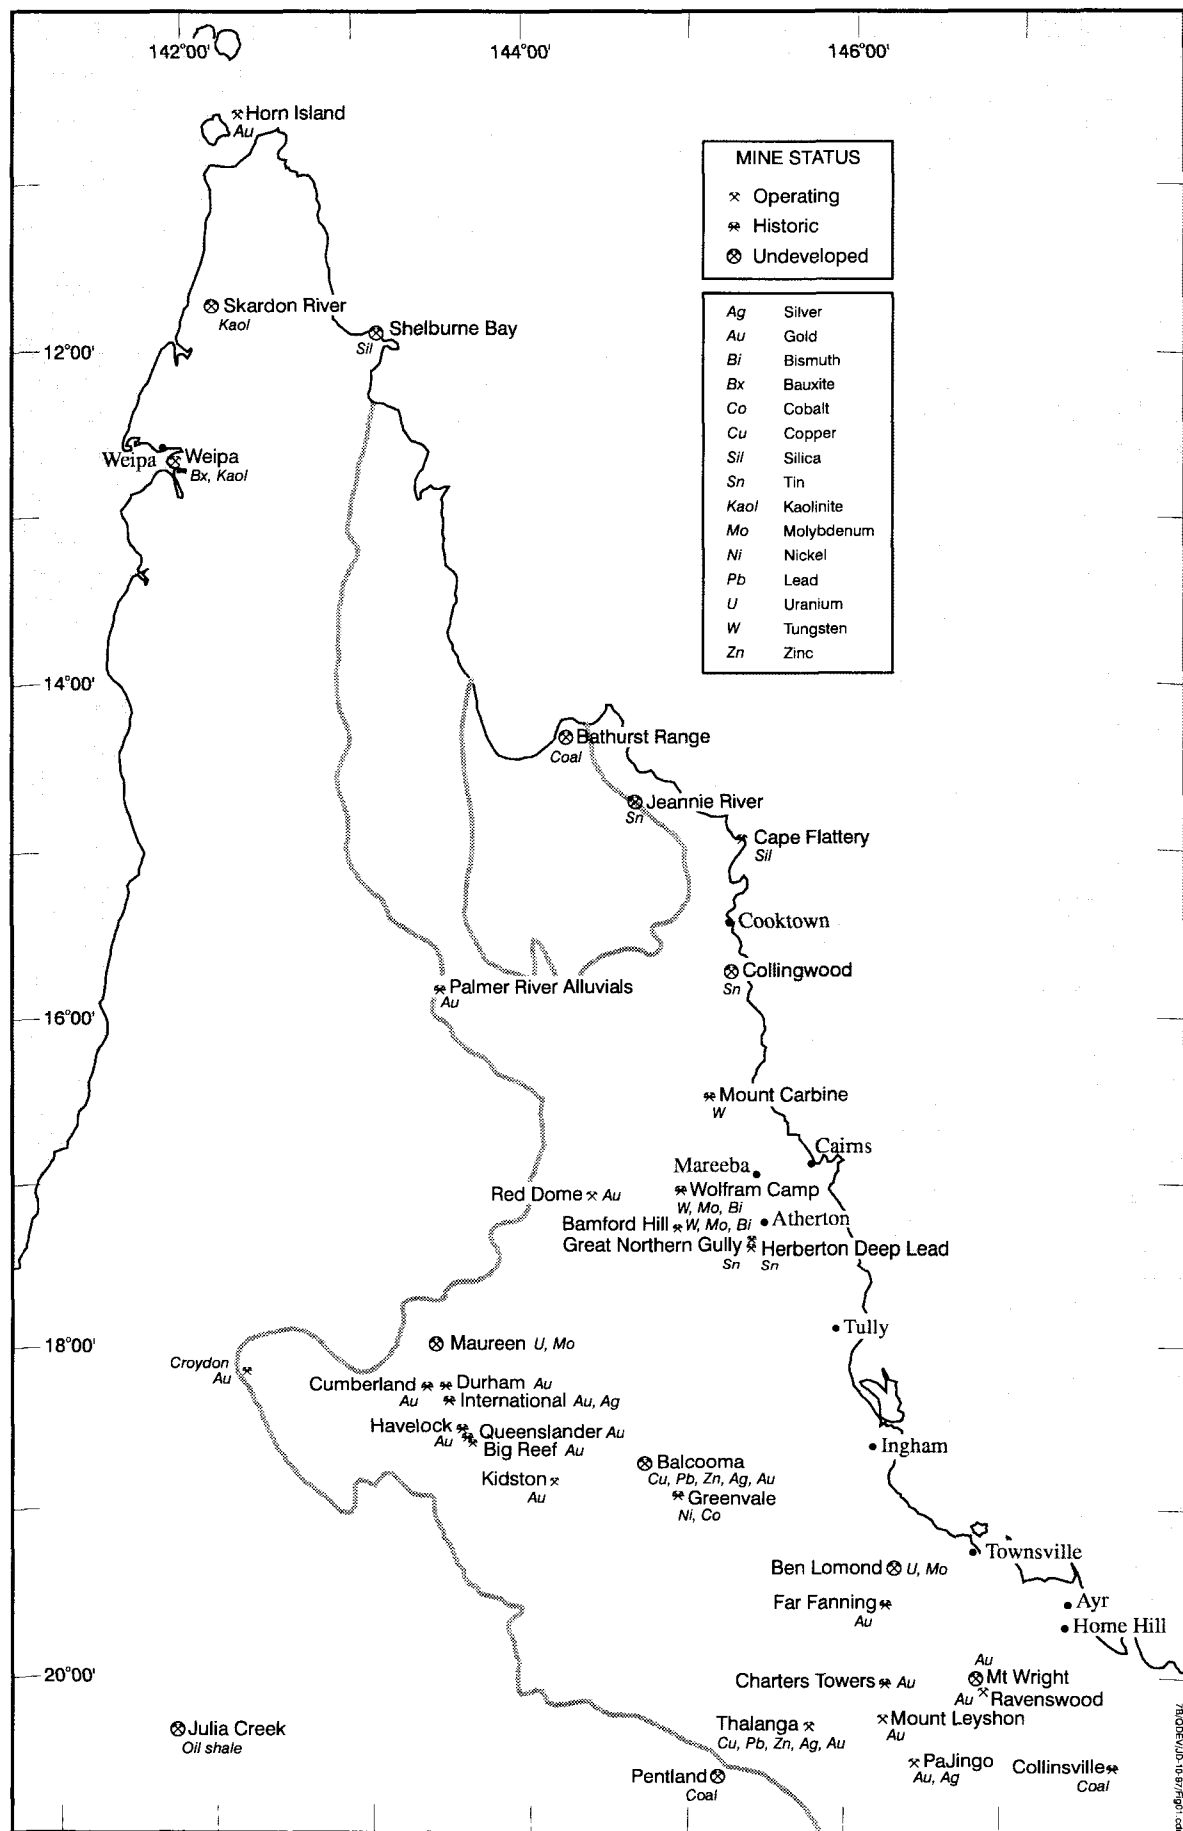 142°00'
144°00'
146°00'
Horn Island
Au
MINE STATUS
Operating
Historic
Undeveloped
Ag Silver
Au Gold
Bi Bismuth
Bx Bauxite
Co Cobalt
Cu Copper
Sil Silica
Sn Tin
Kaol Kaolinite
Mo Molybdenum
Ni Nickel
Pb Lead
U Uranium
W Tungsten
Zn Zinc
Skardon River
Kaol
Shelburne Bay
Sil
12°00'
Weipa
Weipa
Bx, Kaol
14°00'
Bathurst Range
Coal
Jeannie River
Sn
Cape Flattery
Sil
Cooktown
Collingwood
Sn
Palmer River Alluvials
Au
16°00'
Mount Carbine
W
Cairns
Mareeba
Red Dome Au
Wolfram Camp
W, Mo, Bi
Bamford Hill W, Mo, Bi
Atherton
Great Northern Gully
Sn
Herberton Deep Lead
Sn
Tully
18°00'
Maureen U, Mo
Croydon
Au
Cumberland
Au
Durham Au
International Au, Ag
Havelock
Au
Queenslander Au
Big Reef Au
Kidston
Au
Balcooma
Cu, Pb, Zn, Ag, Au
Greenvale
Ni, Co
Ingham
Townsville
Ben Lomond U, Mo
Far Fanning
Au
Ayr
Home Hill
20°00'
Charters Towers Au
Au
Mt Wright
Au
Ravenswood
Julia Creek
Oil shale
Thalanga
Cu, Pb, Zn, Ag, Au
Mount Leyshon
Au
PaJingo
Au, Ag
Collinsville
Coal
Pentland
Coal